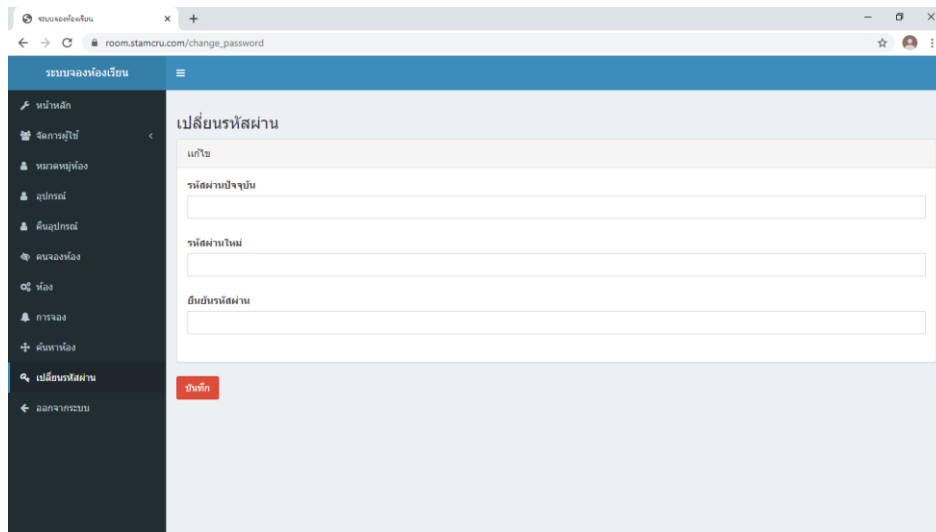 ระบบจองห้องเรียน
room.stamcru.com/change_password
ระบบจองห้องเรียน
หน้าหลัก
จัดการผู้ใช้
หมวดหมู่ห้อง
อุปกรณ์
คืนอุปกรณ์
คนจองห้อง
ห้อง
การจอง
ค้นหาห้อง
เปลี่ยนรหัสผ่าน
ออกจากระบบ
เปลี่ยนรหัสผ่าน
แก้ไข
รหัสผ่านปัจจุบัน
รหัสผ่านใหม่
ยืนยันรหัสผ่าน
บันทึก